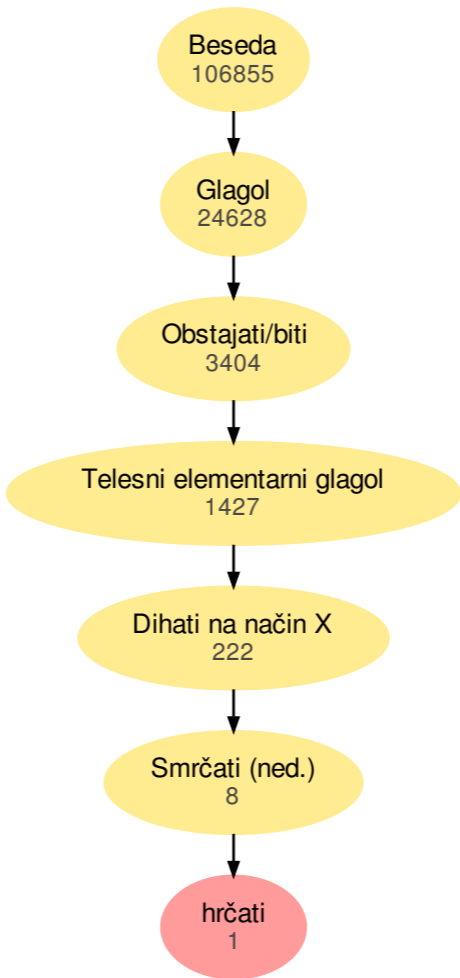 Beseda
106855
Glagol
24628
Obstajati/biti
3404
Telesni elementarni glagol
1427
Dihati na način X
222
Smrčati (ned.)
8
hrčati
1